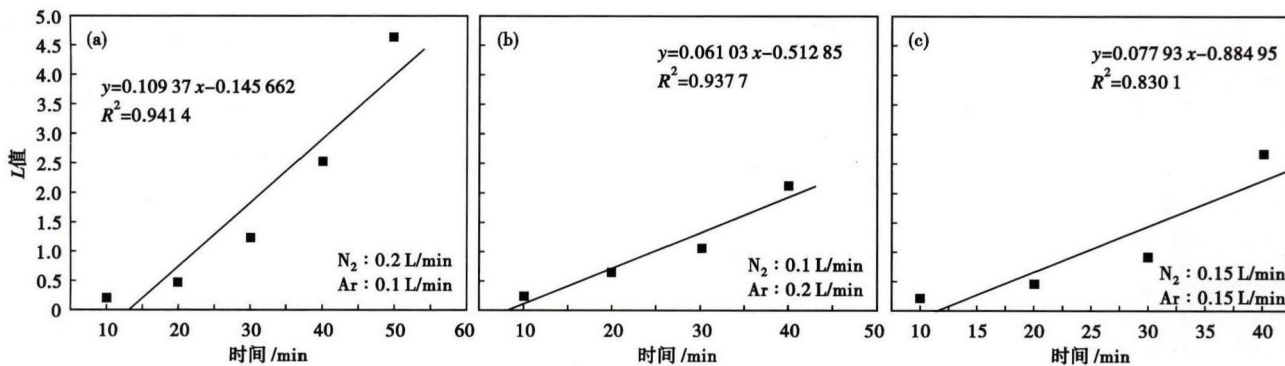 5.0
4.5
4.0
3.5
3.0
2.5
2.0
1.5
1.0
0.5
0
L值
(a)
y=0.109 37 x−0.145 662
R²=0.941 4
N₂：0.2 L/min
Ar：0.1 L/min
10 20 30 40 50 60
时间 /min
(b)
y=0.061 03 x−0.512 85
R²=0.937 7
N₂：0.1 L/min
Ar：0.2 L/min
10 20 30 40 50
时间 /min
(c)
y=0.077 93 x−0.884 95
R²=0.830 1
N₂：0.15 L/min
Ar：0.15 L/min
10 15 20 25 30 35 40
时间 /min